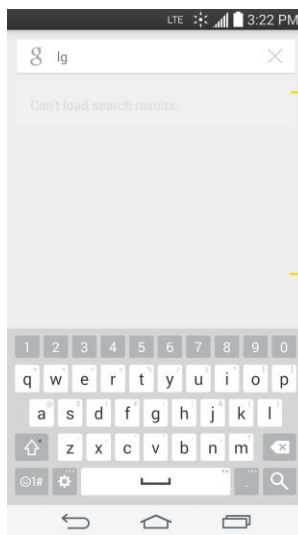 LTE 3:22 PM
g lg
Can't load search results.
1 2 3 4 5 6 7 8 9 0
q w e r t y u i o p
a s d f g h j k l
z x c v b n m
1# .